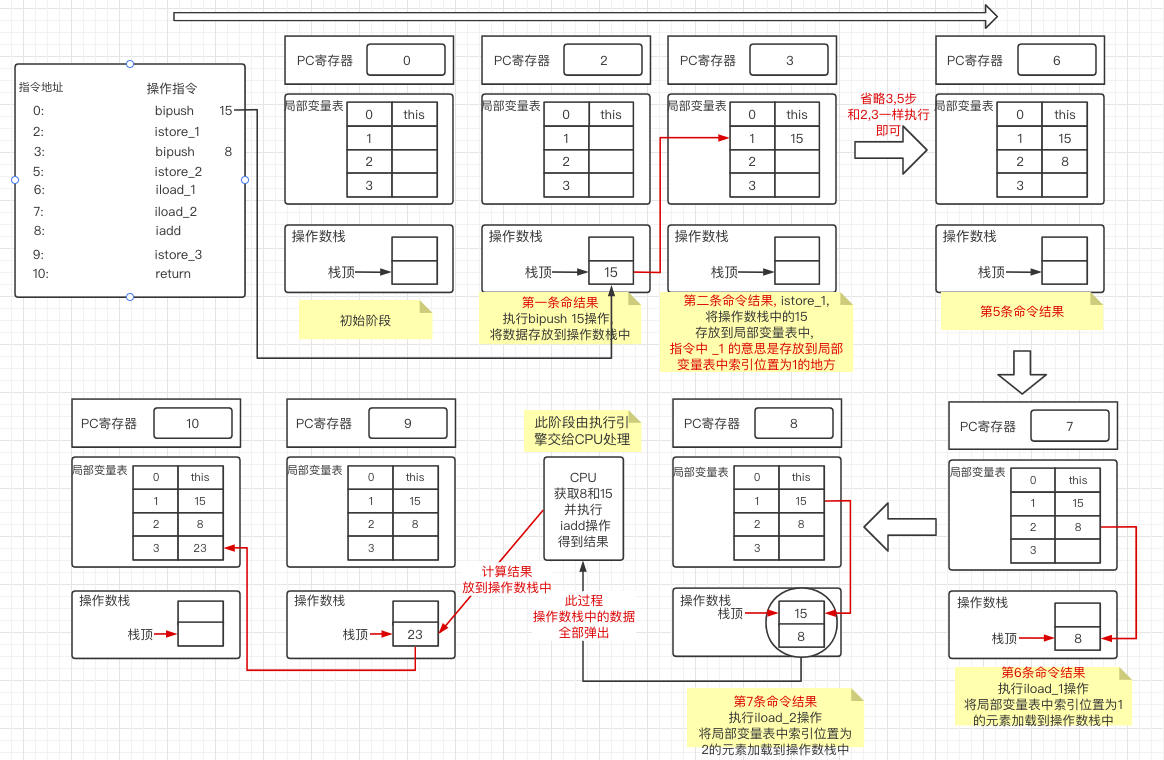 指令地址 操作指令
0: bipush 15
2: istore_1
3: bipush 8
5: istore_2
6: iload_1
7: iload_2
8: iadd
9: istore_3
10: return
PC寄存器 0
局部变量表
0 this
1
2
3
操作数栈
栈顶
初始阶段
PC寄存器 2
局部变量表
0 this
1
2
3
操作数栈
栈顶 15
第一条命结果
执行bipush 15操作,
将数据存放到操作数栈中
PC寄存器 3
局部变量表
0 this
1 15
2
3
操作数栈
栈顶
第二条命令结果, istore_1,
将操作数栈中的15
存放到局部变量表中,
指令中 _1 的意思是存放到局部
变量表中索引位置为1的地方
省略3,5步
和2,3一样执行
即可
PC寄存器 6
局部变量表
0 this
1 15
2 8
3
操作数栈
栈顶
第5条命令结果
PC寄存器 7
局部变量表
0 this
1 15
2 8
3
操作数栈
栈顶 8
第6条命令结果
执行iload_1操作
将局部变量表中索引位置为1
的元素加载到操作数栈中
PC寄存器 8
局部变量表
0 this
1 15
2 8
3
操作数栈
栈顶 15
8
第7条命令结果
执行iload_2操作
将局部变量表中索引位置为
2的元素加载到操作数栈中
此阶段由执行引
擎交给CPU处理
CPU
获取8和15
并执行
iadd操作
得到结果
此过程
操作数栈中的数据
全部弹出
计算结果
放到操作数栈中
PC寄存器 9
局部变量表
0 this
1 15
2 8
3
操作数栈
栈顶 23
PC寄存器 10
局部变量表
0 this
1 15
2 8
3 23
操作数栈
栈顶